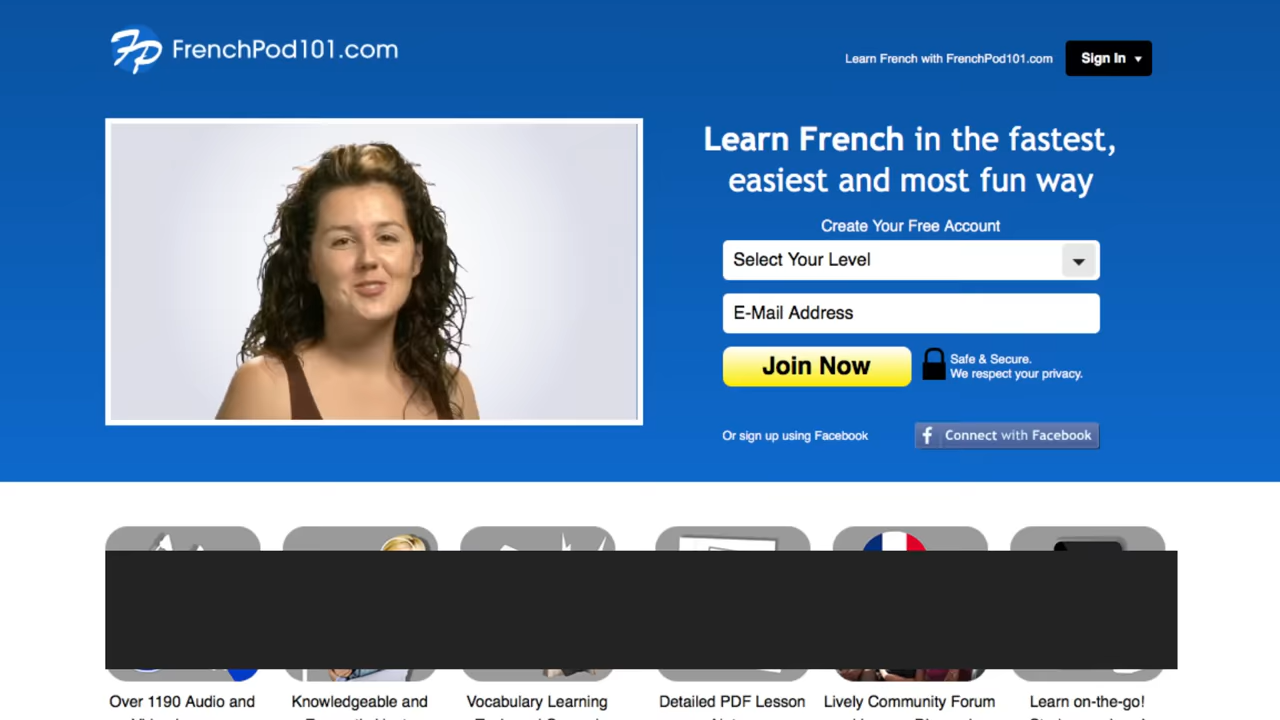 FP FrenchPod101.com
Learn French with FrenchPod101.com
Sign In
Learn French in the fastest,
easiest and most fun way
Create Your Free Account
Select Your Level
E-Mail Address
Join Now
Safe & Secure.
We respect your privacy.
Or sign up using Facebook
f Connect with Facebook
Over 1190 Audio and
Knowledgeable and
Vocabulary Learning
Detailed PDF Lesson
Lively Community Forum
Learn on-the-go!